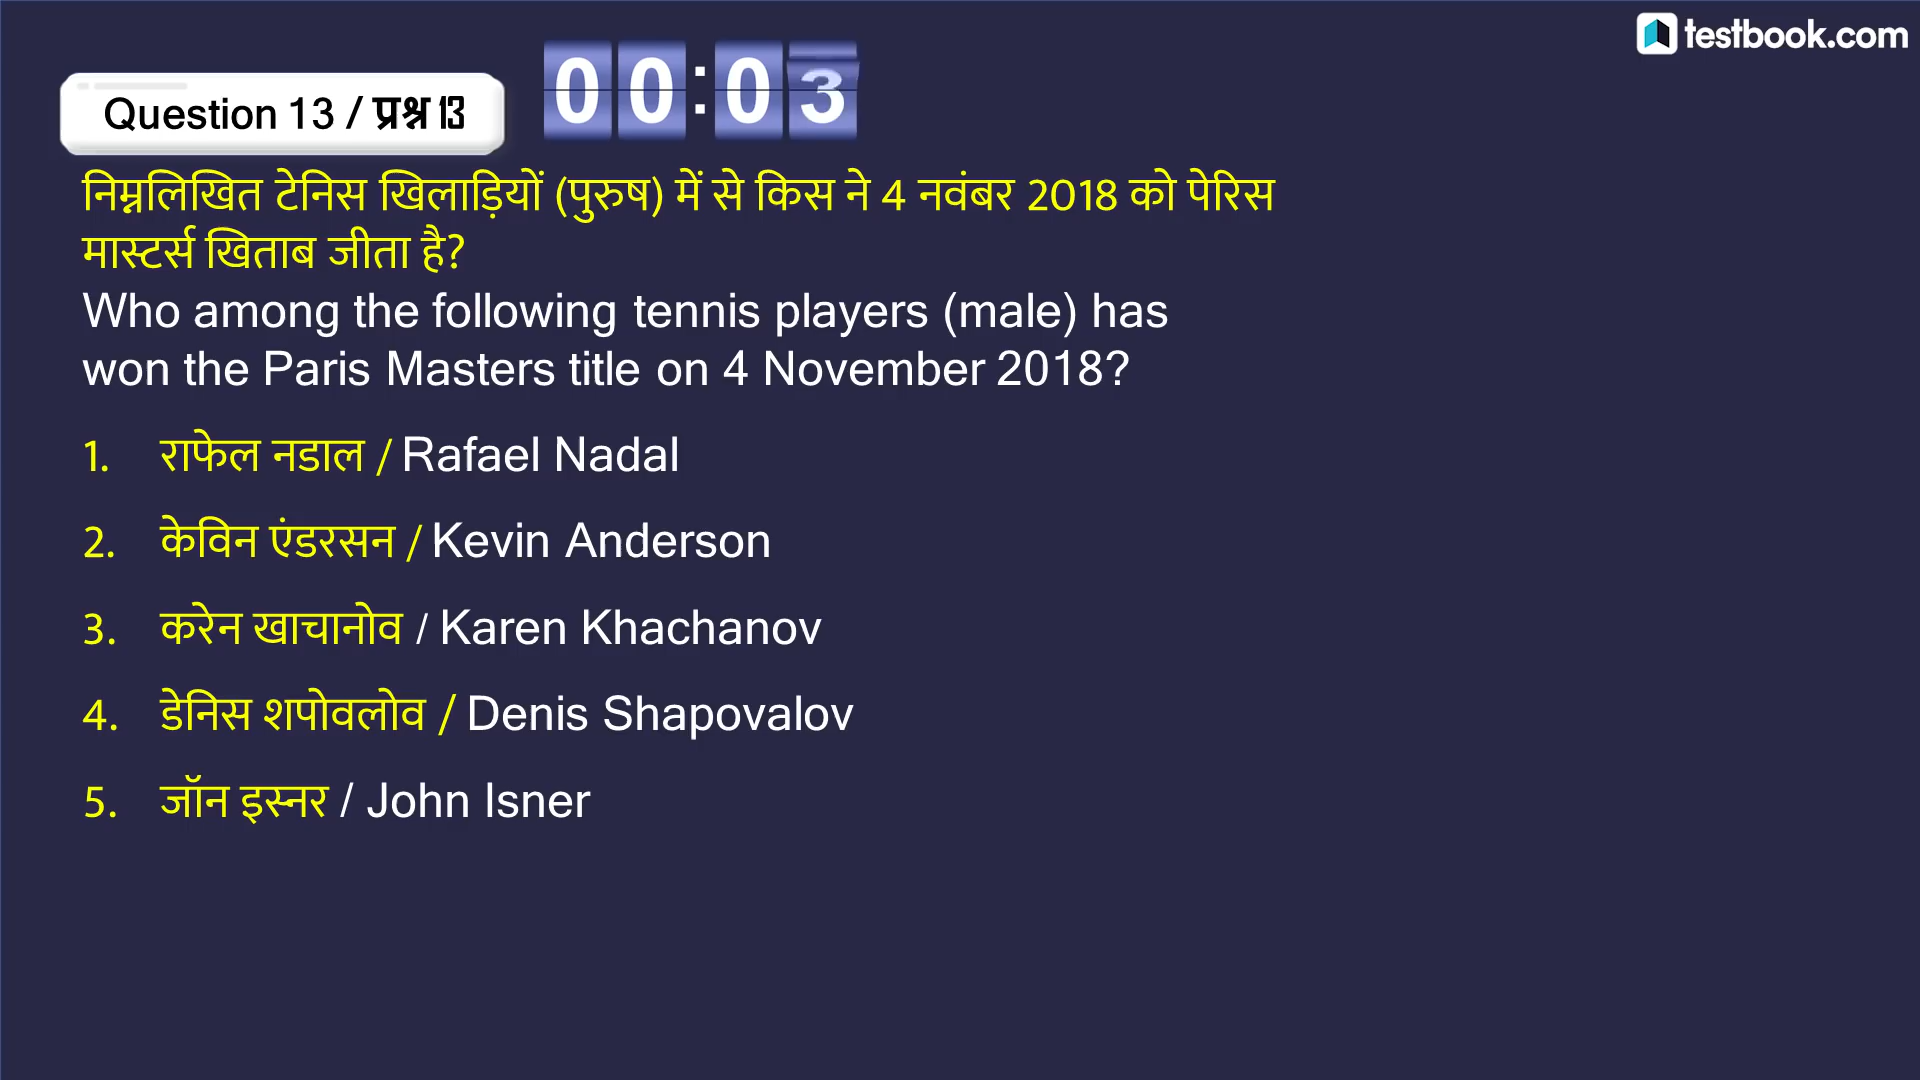 testbook.com
00:03
Question 13 / प्रश्न 13
निम्नलिखित टेनिस खिलाड़ियों (पुरुष) में से किस ने 4 नवंबर 2018 को पेरिस
मास्टर्स खिताब जीता है?
Who among the following tennis players (male) has
won the Paris Masters title on 4 November 2018?
1. राफेल नडाल / Rafael Nadal
2. केविन एंडरसन / Kevin Anderson
3. करेन खाचानोव / Karen Khachanov
4. डेनिस शपोवलोव / Denis Shapovalov
5. जॉन इस्नर / John Isner